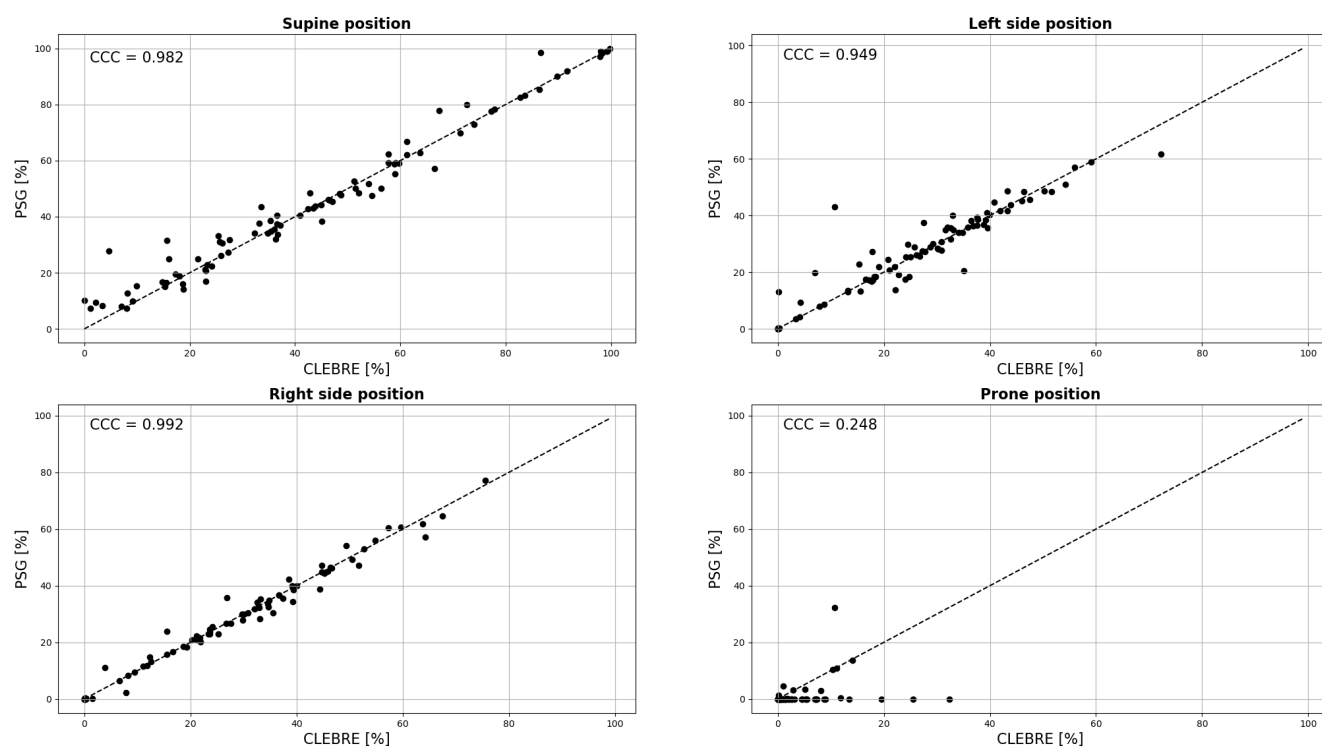 Supine position
CCC = 0.982
PSG [%]
100
80
60
40
20
0
0 20 40 60 80 100
CLEBRE [%]
Left side position
CCC = 0.949
PSG [%]
100
80
60
40
20
0
0 20 40 60 80 100
CLEBRE [%]
Right side position
CCC = 0.992
PSG [%]
100
80
60
40
20
0
0 20 40 60 80 100
CLEBRE [%]
Prone position
CCC = 0.248
PSG [%]
100
80
60
40
20
0
0 20 40 60 80 100
CLEBRE [%]